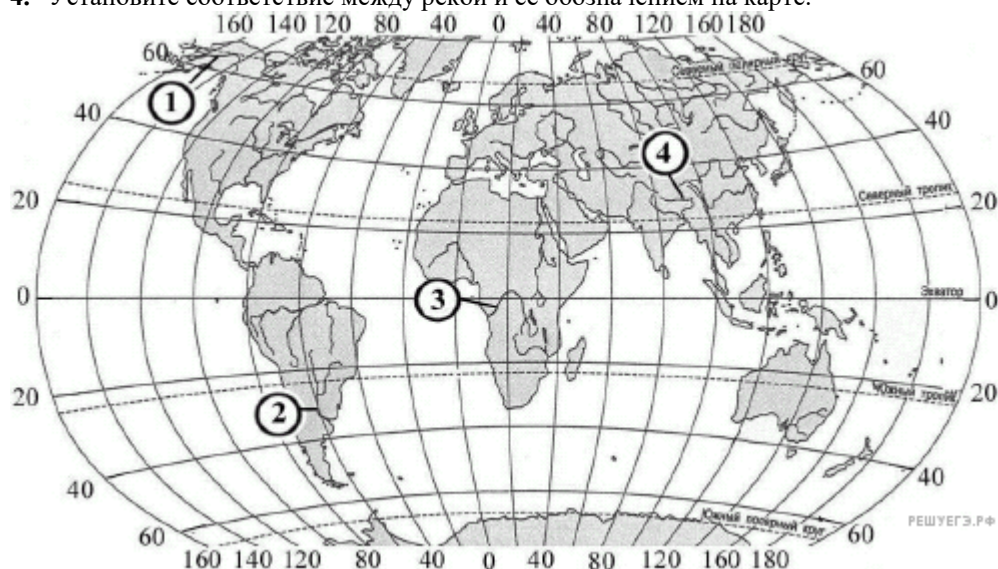 4. Установите соответствие между рекой и её обозначением на карте:
160 140 120 80 40 0 40 80 120 160 180
60 Северный полярный круг 60
1
40 40
4
20 Северный тропик 20
3
0 Экватор 0
20 Южный тропик 20
2
40 40
60 Южный полярный круг 60
РЕШУЕГЭ.РФ
160 140 120 80 40 0 40 80 120 160 180